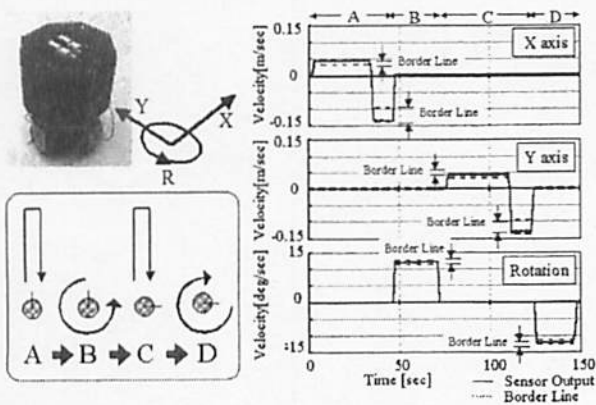 A B C D
Y
X
R
A B C D
Velocity[m/sec]
0.15
0
-0.15
X axis
Border Line
Border Line
Velocity[m/sec]
0.15
0
-0.15
Y axis
Border Line
Border Line
Velocity[deg/sec]
15
0
-15
Border Line
Rotation
Border Line
0 50 100 150
Time [sec]
Sensor Output
Border Line